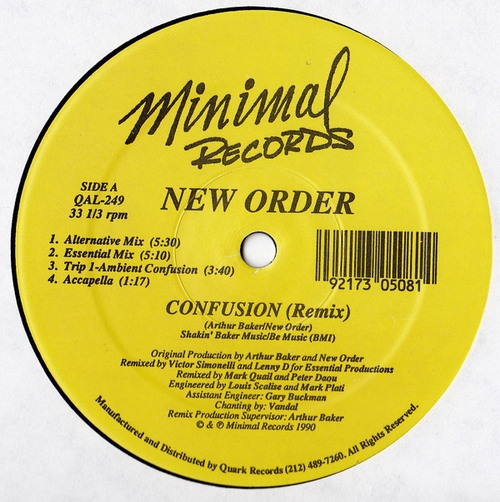 Minimal
RECORDS
SIDE A
QAL-249
33 1/3 rpm
NEW ORDER
1. Alternative Mix (5:30)
2. Essential Mix (5:10)
3. Trip 1-Ambient Confusion (3:40)
4. Accapella (1:17)
92173 05081
CONFUSION (Remix)
(Arthur Baker/New Order)
Shakin' Baker Music/Be Music (BMI)
Original Production by Arthur Baker and New Order
Remixed by Victor Simonelli and Lenny D for Essential Productions
Remixed by Mark Quail and Peter Daou
Engineered by Louis Scalise and Mark Plati
Assistant Engineer: Gary Buckman
Chanting by: Vandal
Remix Production Supervisor: Arthur Baker
© & ℗ Minimal Records 1990
Manufactured and Distributed by Quark Records (212) 489-7260. All Rights Reserved.